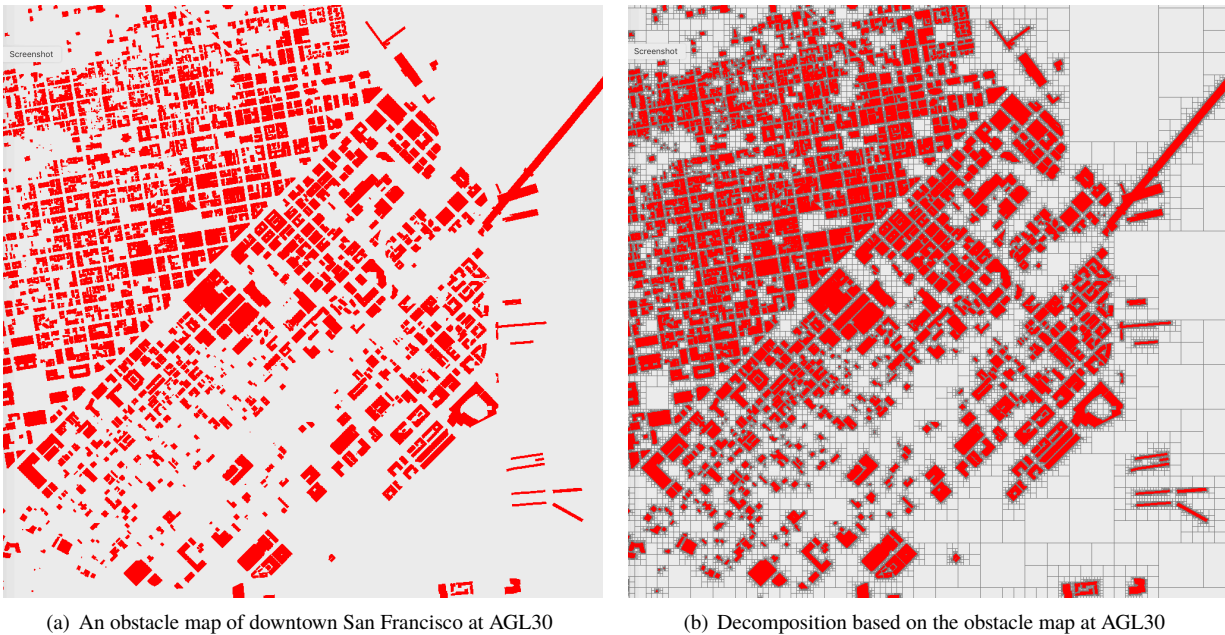 Screenshot
Screenshot
(a) An obstacle map of downtown San Francisco at AGL30
(b) Decomposition based on the obstacle map at AGL30